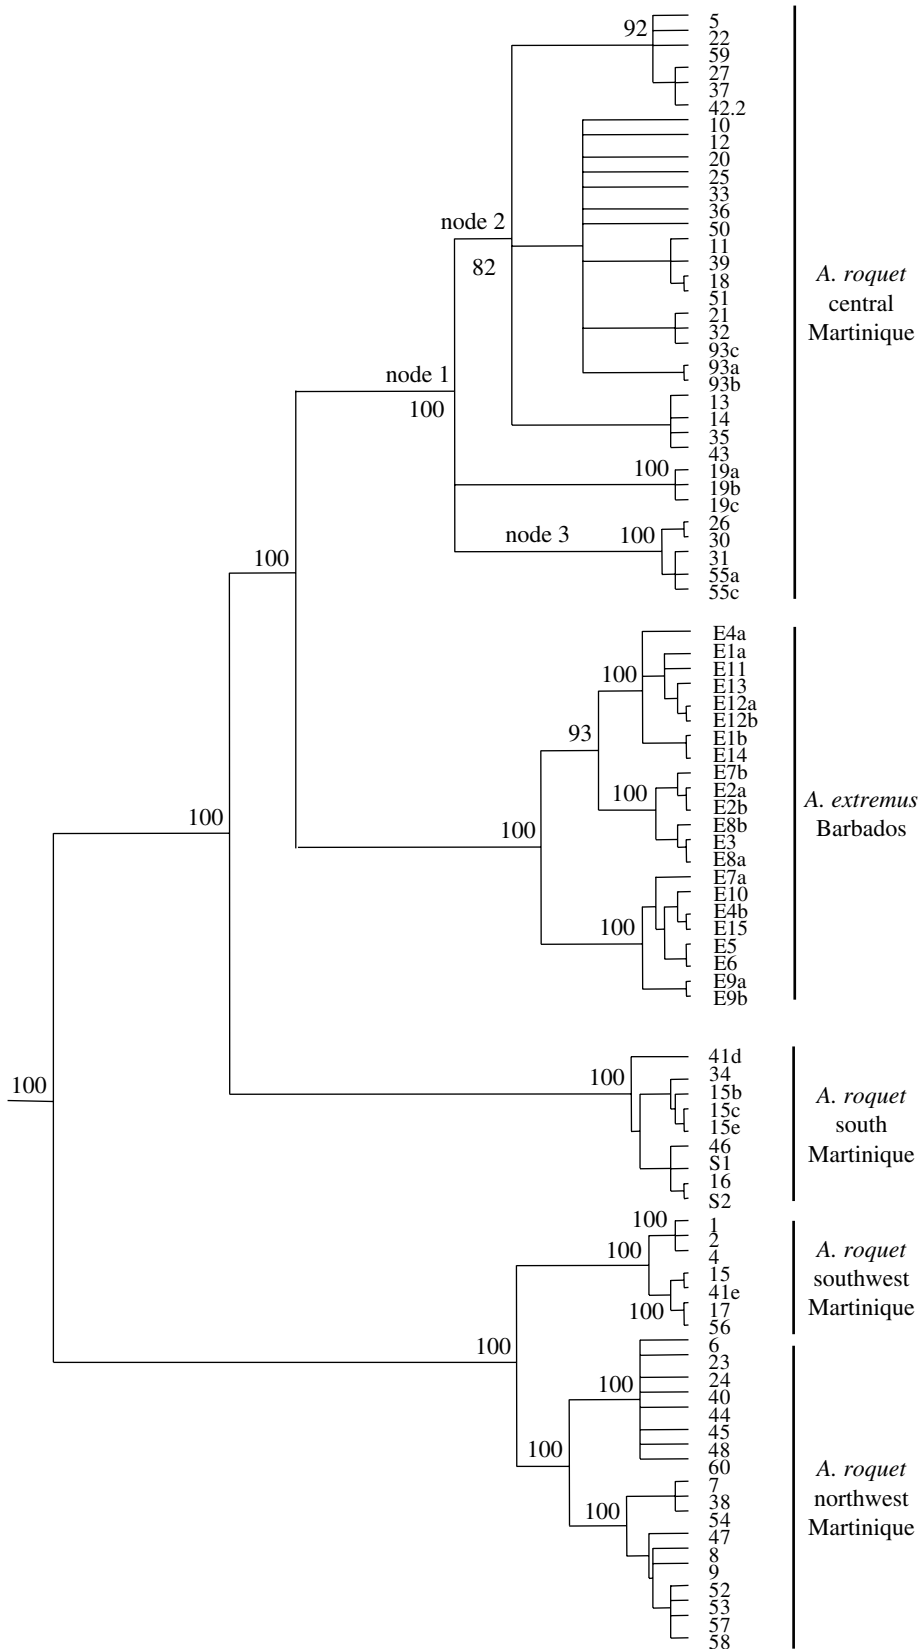 92
5
22
59
27
37
42.2
10
12
20
25
33
36
50
node 2
82
11
39
18
51
A. roquet
central
Martinique
21
32
93c
93a
93b
node 1
100
13
14
35
43
100
19a
19b
19c
node 3
100
26
30
31
55a
55c
100
E4a
E1a
E11
100
E13
E12a
E12b
93
E1b
E14
E7b
100
E2a
E2b
A. extremus
Barbados
100
100
E8b
E3
E8a
E7a
E10
E4b
100
E15
E5
E6
E9a
E9b
41d
100
100
34
15b
15c
15e
A. roquet
south
Martinique
46
S1
16
S2
100
1
2
4
100
15
41e
100
17
56
A. roquet
southwest
Martinique
100
6
23
24
100
40
44
45
48
60
100
7
38
54
100
47
8
9
52
53
57
58
A. roquet
northwest
Martinique